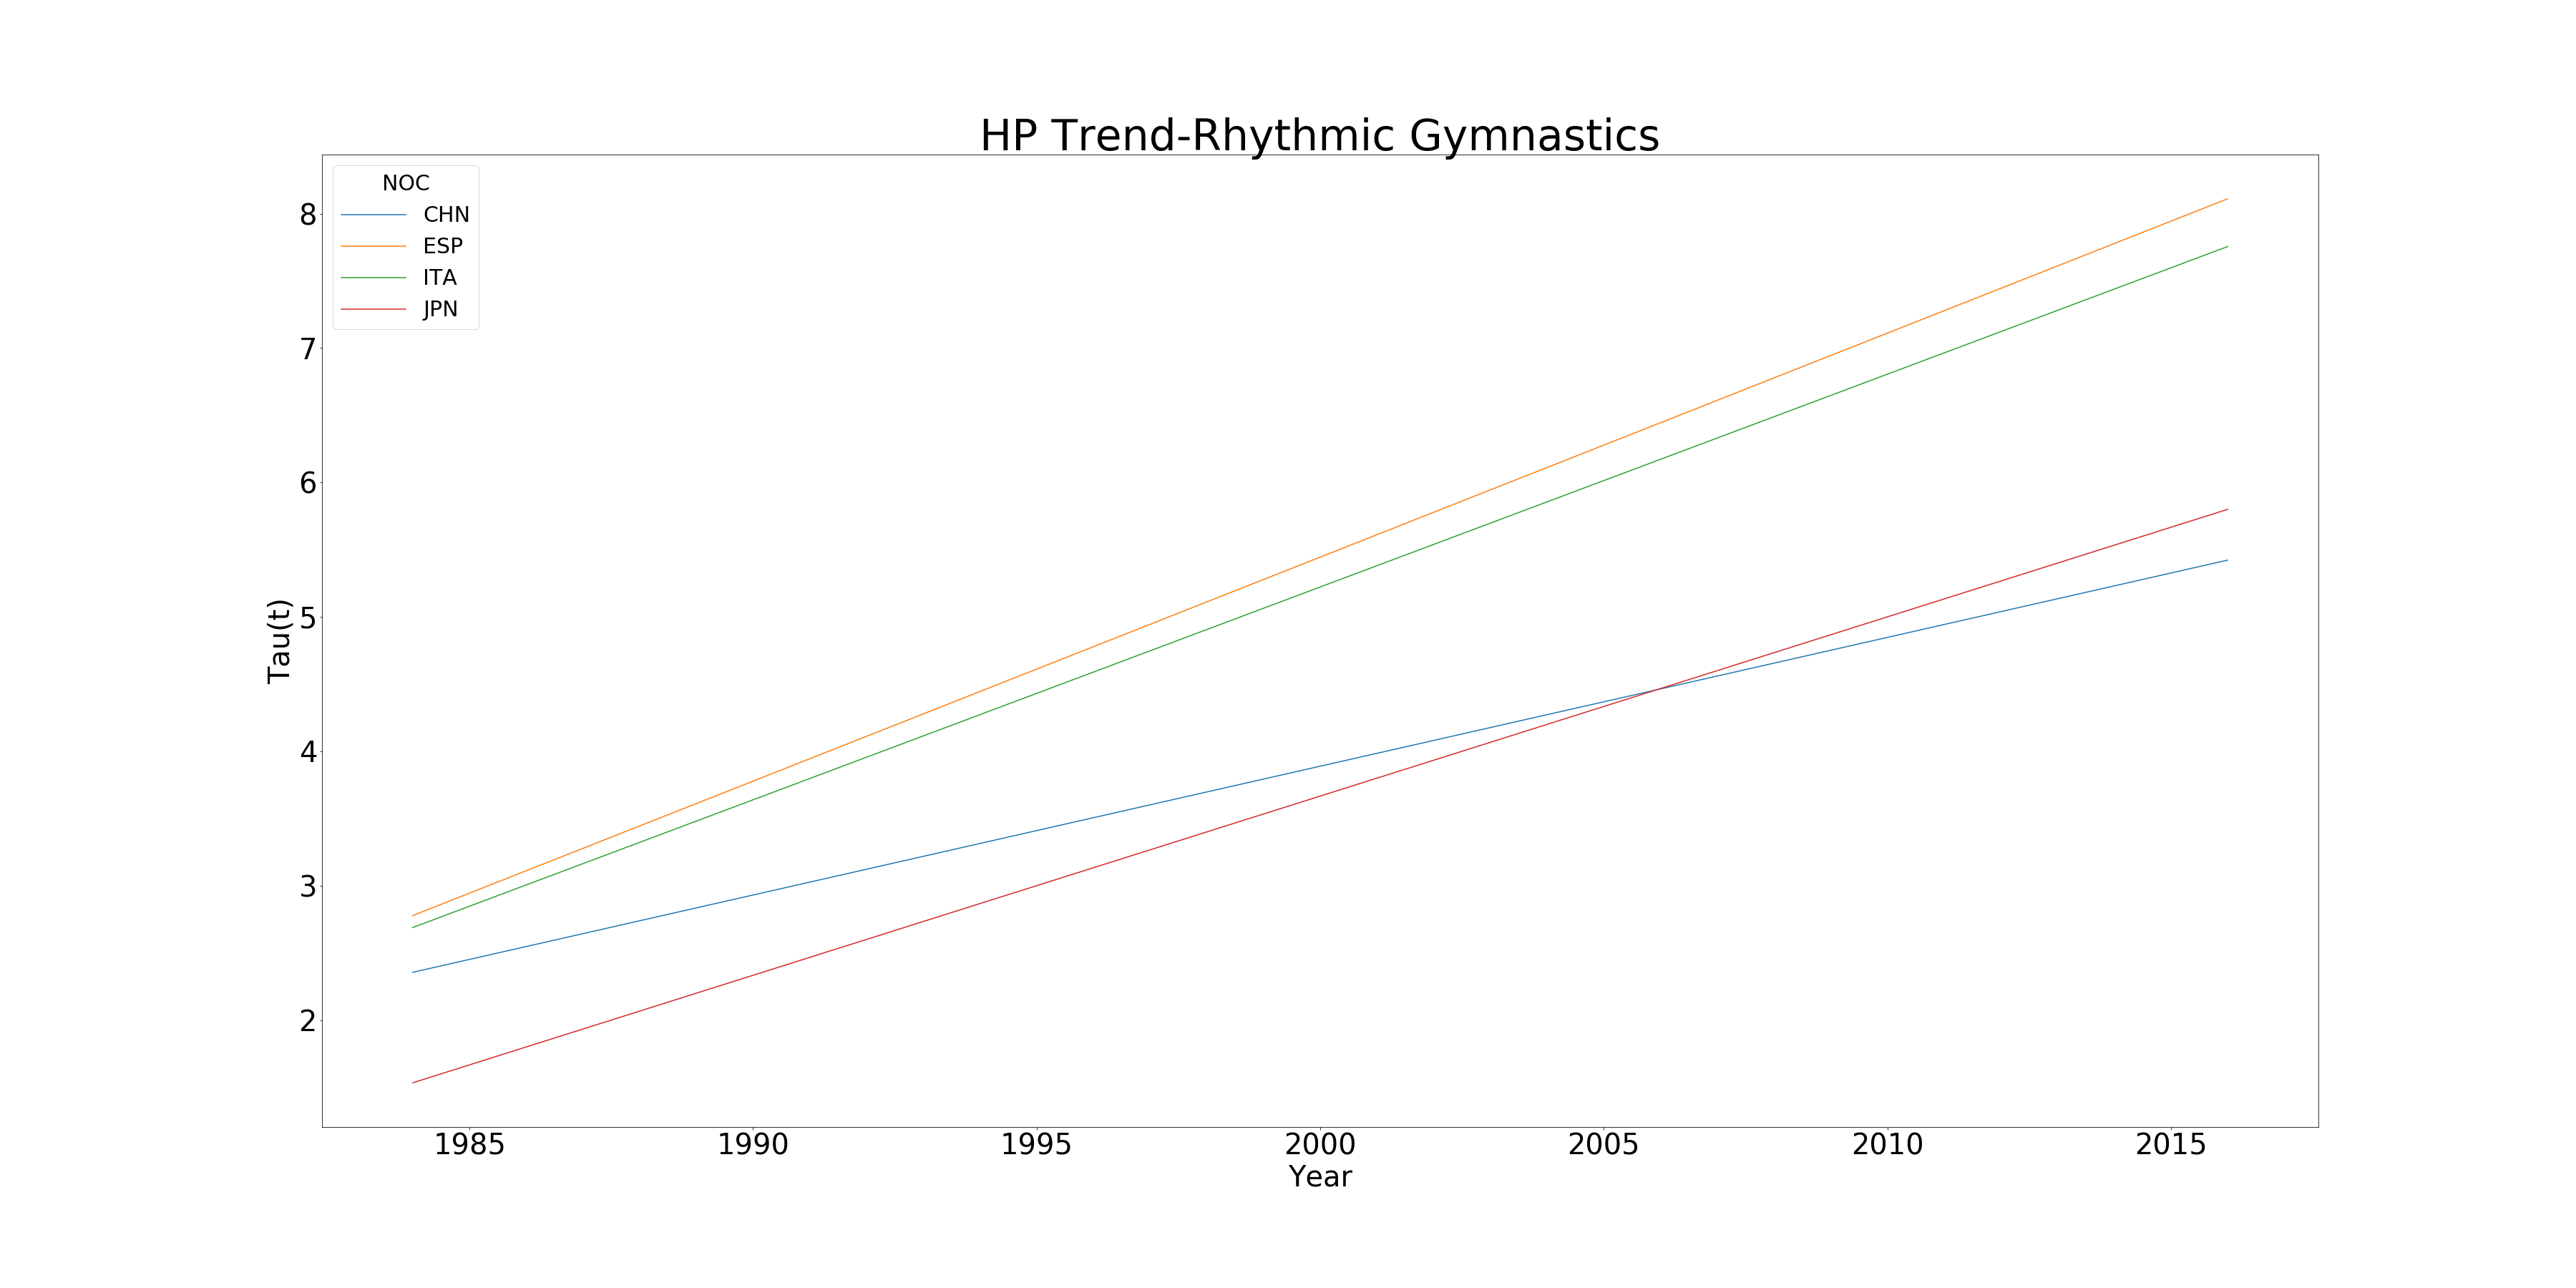 HP Trend-Rhythmic Gymnastics
NOC
CHN
ESP
ITA
JPN
8
7
6
5
4
3
2
Tau(t)
1985 1990 1995 2000 2005 2010 2015
Year